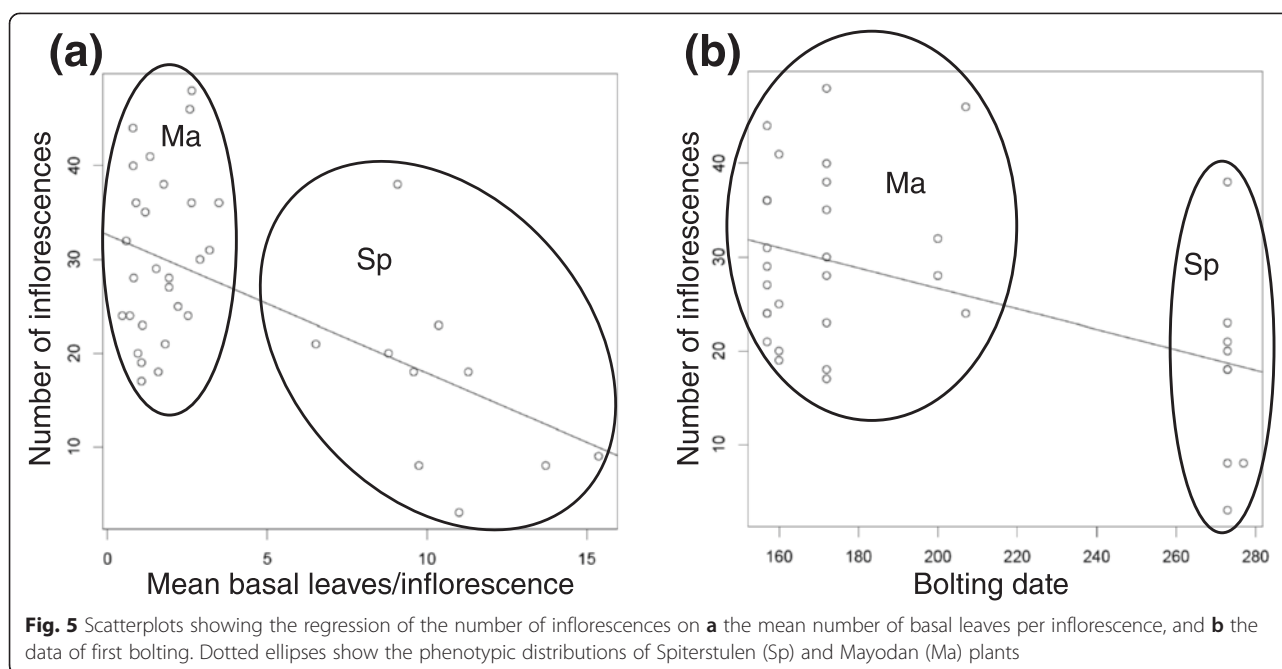 (a)
Number of inflorescences
40
30
20
10
Ma
Sp
0 5 10 15
Mean basal leaves/inflorescence
(b)
Number of inflorescences
40
30
20
10
Ma
Sp
160 180 200 220 240 260 280
Bolting date
Fig. 5 Scatterplots showing the regression of the number of inflorescences on a the mean number of basal leaves per inflorescence, and b the
data of first bolting. Dotted ellipses show the phenotypic distributions of Spiterstulen (Sp) and Mayodan (Ma) plants